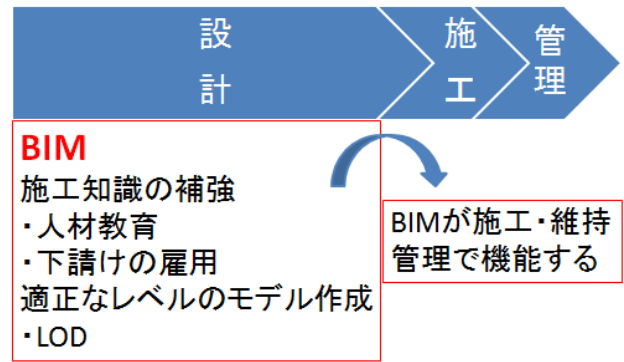 設計
施工
管理
BIM
施工知識の補強
・人材教育
・下請けの雇用
適正なレベルのモデル作成
・LOD
BIMが施工・維持
管理で機能する